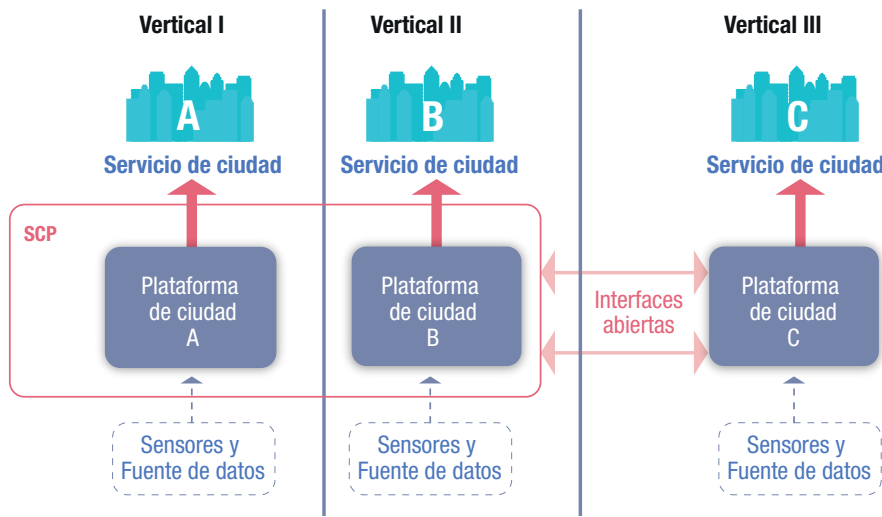 Vertical I
Vertical II
Vertical III
A
B
C
Servicio de ciudad
Servicio de ciudad
Servicio de ciudad
SCP
Plataforma
de ciudad
A
Plataforma
de ciudad
B
Interfaces
abiertas
Plataforma
de ciudad
C
Sensores y
Fuente de datos
Sensores y
Fuente de datos
Sensores y
Fuente de datos